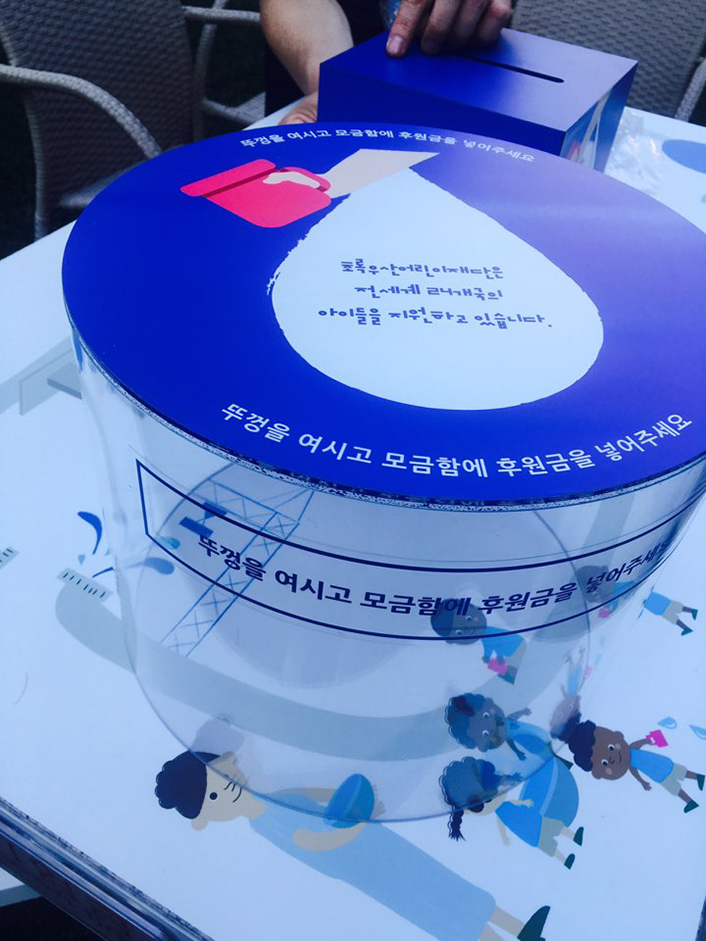 뚜껑을 여시고 모금함에 후원금을 넣어주세요
초록우산어린이재단은
전세계 24개국의
아이들을 지원하고 있습니다.
뚜껑을 여시고 모금함에 후원금을 넣어주세요
뚜껑을 여시고 모금함에 후원금을 넣어주세요